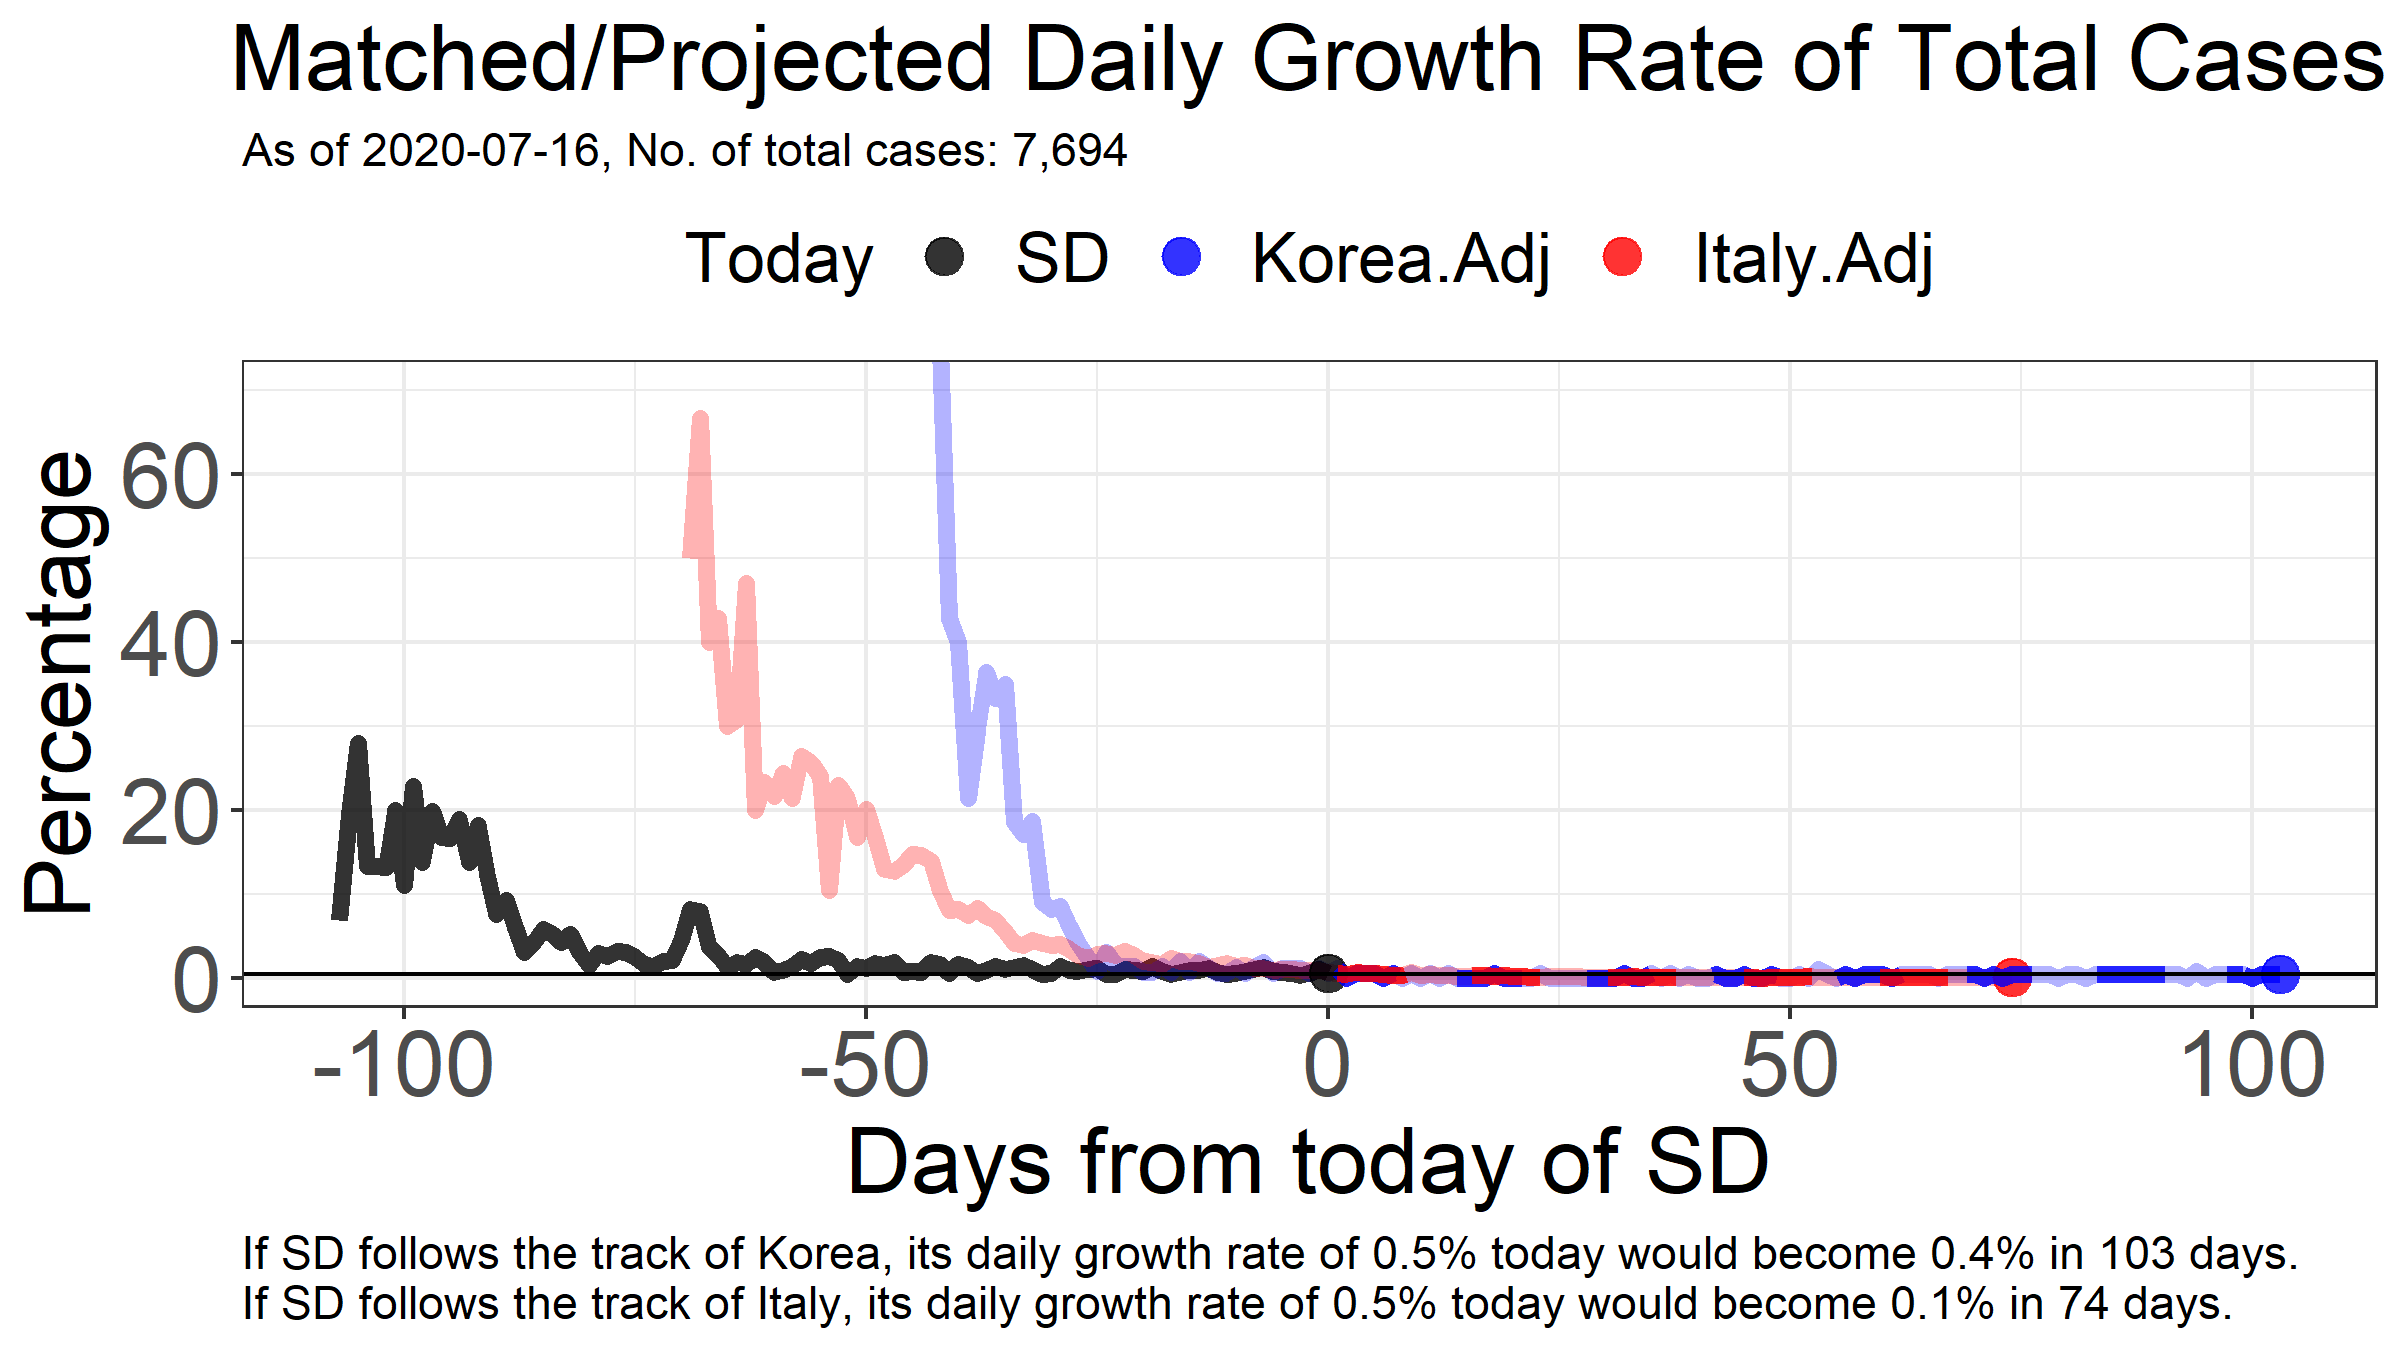 Matched/Projected Daily Growth Rate of Total Cases
As of 2020-07-16, No. of total cases: 7,694
Today SD Korea.Adj Italy.Adj
Percentage
60
40
20
0
-100 -50 0 50 100
Days from today of SD
If SD follows the track of Korea, its daily growth rate of 0.5% today would become 0.4% in 103 days.
If SD follows the track of Italy, its daily growth rate of 0.5% today would become 0.1% in 74 days.